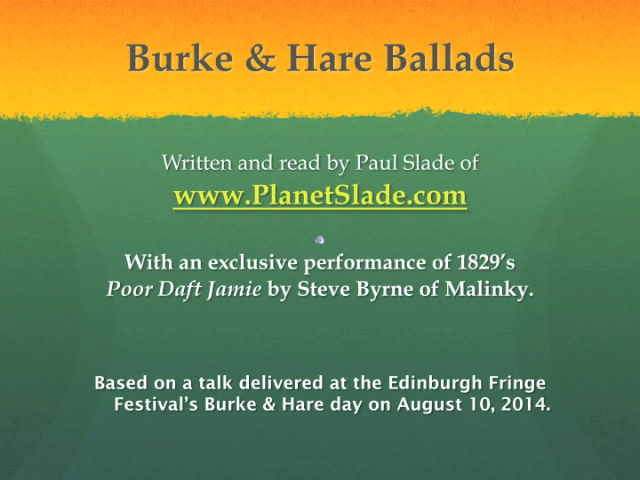 Burke & Hare Ballads
Written and read by Paul Slade of
www.PlanetSlade.com
With an exclusive performance of 1829’s
Poor Daft Jamie by Steve Byrne of Malinky.
Based on a talk delivered at the Edinburgh Fringe
Festival’s Burke & Hare day on August 10, 2014.